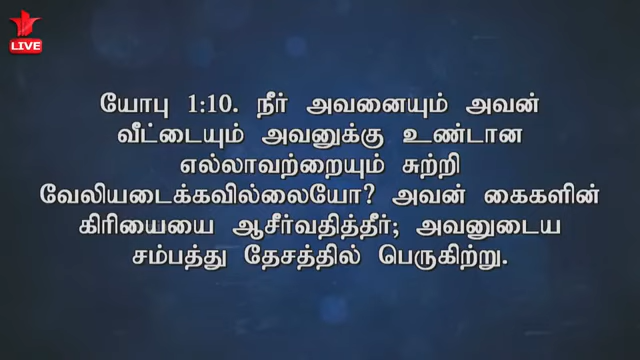 LIVE
யோபு 1:10. நீர் அவனையும் அவன்
வீட்டையும் அவனுக்கு உண்டான
எல்லாவற்றையும் சுற்றி
வேலியடைக்கவில்லையோ? அவன் கைகளின்
கிரியையை ஆசீர்வதித்தீர்; அவனுடைய
சம்பத்து தேசத்தில் பெருகிற்று.